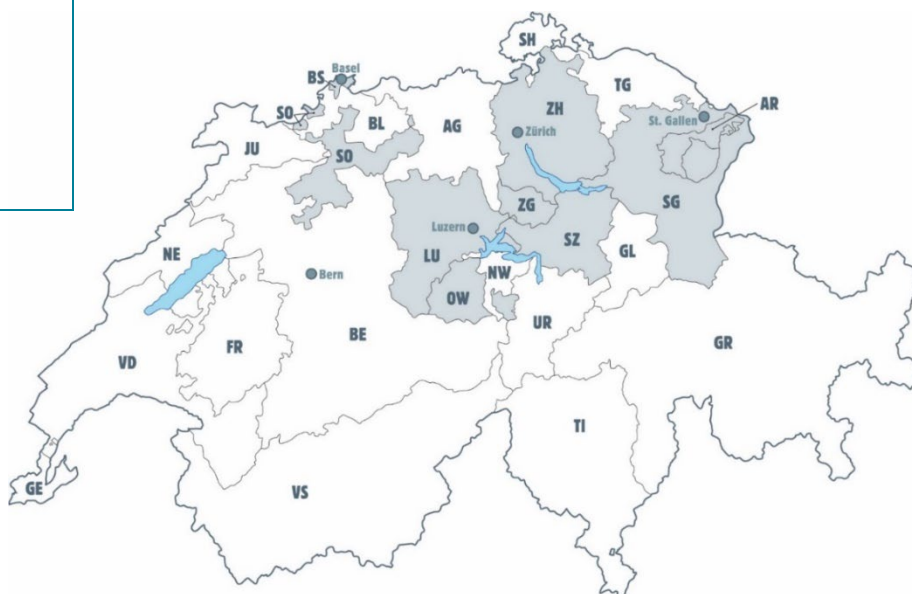 SH
Basel
BS
TG
AR
ZH
SO
BL
AG
St. Gallen
Zürich
JU
SO
ZG
SG
Luzern
SZ
NE
LU
GL
NW
Bern
OW
UR
BE
FR
GR
VD
TI
GE
VS